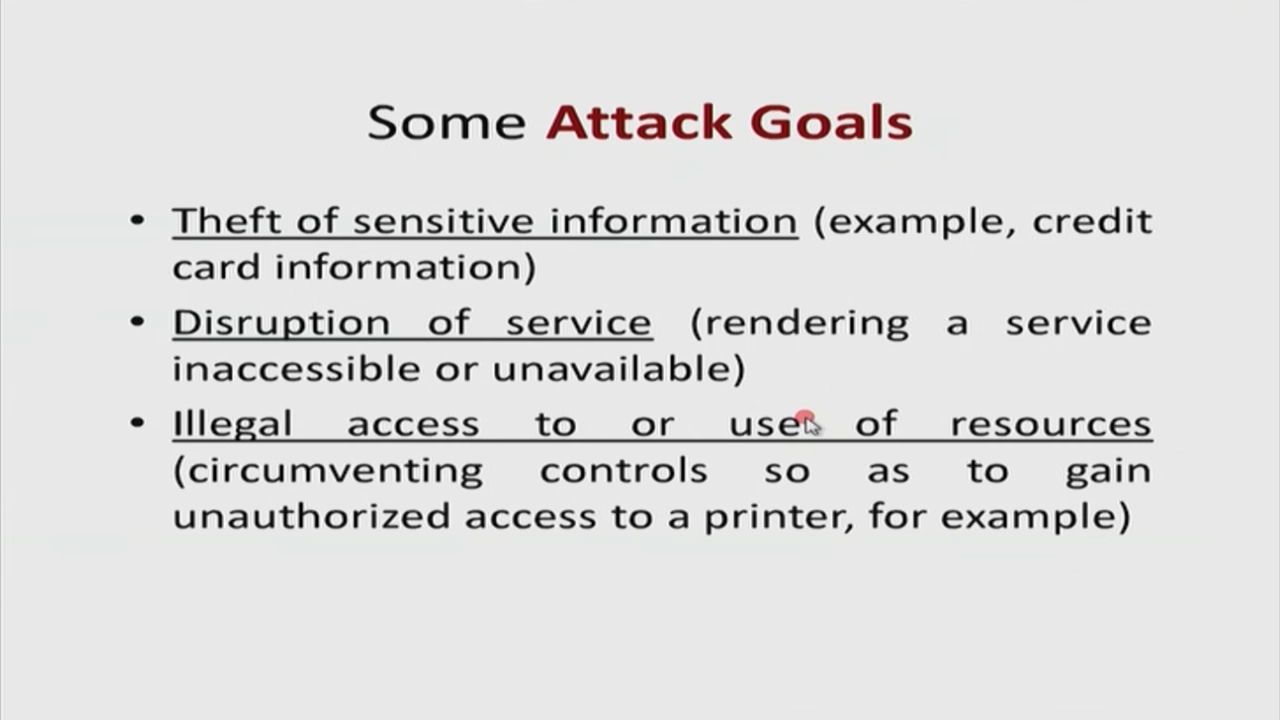 Some Attack Goals
• Theft of sensitive information (example, credit
card information)
• Disruption of service (rendering a service
inaccessible or unavailable)
• Illegal access to or use of resources
(circumventing controls so as to gain
unauthorized access to a printer, for example)